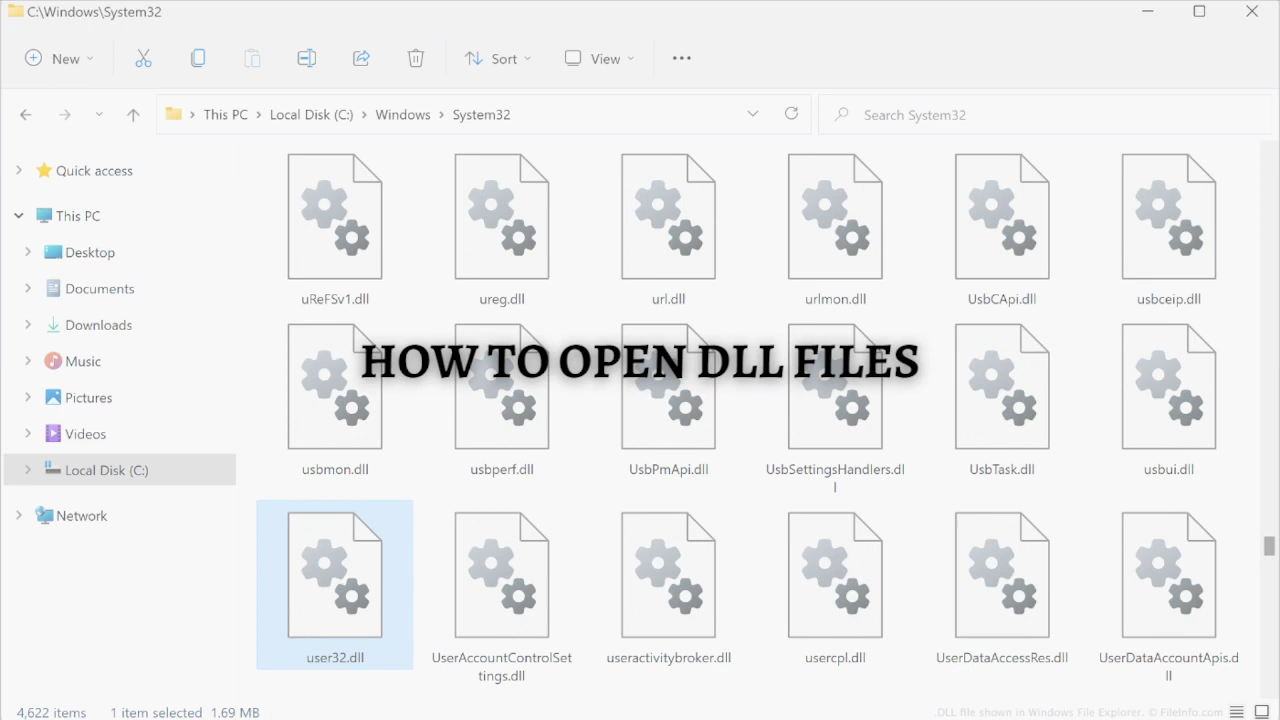 C:\Windows\System32
New
Sort
View
This PC > Local Disk (C:) > Windows > System32
Search System32
Quick access
This PC
Desktop
Documents
Downloads
Music
Pictures
Videos
Local Disk (C:)
Network
uReFSv1.dll
ureg.dll
url.dll
urlmon.dll
UsbCApi.dll
usbceip.dll
HOW TO OPEN DLL FILES
usbmon.dll
usbperf.dll
UsbPmApi.dll
UsbSettingsHandlers.dl
l
UsbTask.dll
usbui.dll
user32.dll
UserAccountControlSet
tings.dll
useractivitybroker.dll
usercpl.dll
UserDataAccessRes.dll
UserDataAccountApis.d
ll
4,622 items
1 item selected 1.69 MB
.DLL file shown in Windows File Explorer. © FileInfo.com